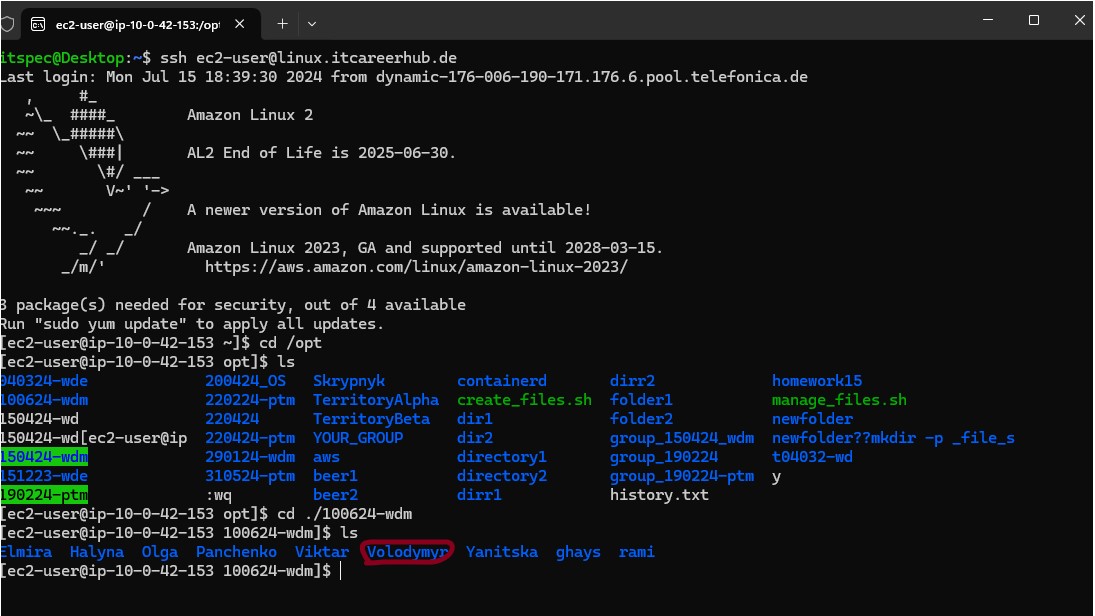 ec2-user@ip-10-0-42-153:/opt
itspec@Desktop:~$ ssh ec2-user@linux.itcareerhub.de
Last login: Mon Jul 15 18:39:30 2024 from dynamic-176-006-190-171.176.6.pool.telefonica.de
   ,     #_
   ~\_  ####_        Amazon Linux 2
  ~~  \_#####\
  ~~     \###|       AL2 End of Life is 2025-06-30.
  ~~       \#/ ___
   ~~       V~' '->
    ~~~         /    A newer version of Amazon Linux is available!
      ~~._.   _/
         _/ _/       Amazon Linux 2023, GA and supported until 2028-03-15.
       _/m/'           https://aws.amazon.com/linux/amazon-linux-2023/
3 package(s) needed for security, out of 4 available
Run "sudo yum update" to apply all updates.
[ec2-user@ip-10-0-42-153 ~]$ cd /opt
[ec2-user@ip-10-0-42-153 opt]$ ls
040324-wde 200424_OS Skrypnyk containerd dirr2 homework15
100624-wdm 220224-ptm TerritoryAlpha create_files.sh folder1 manage_files.sh
150424-wd 220424 TerritoryBeta dir1 folder2 newfolder
150424-wd[ec2-user@ip 220424-ptm YOUR_GROUP dir2 group_150424_wdm newfolder??mkdir -p _file_s
150424-wdm 290124-wdm aws directory1 group_190224 t04032-wd
151223-wde 310524-ptm beer1 directory2 group_190224-ptm y
190224-ptm :wq beer2 dirr1 history.txt
[ec2-user@ip-10-0-42-153 opt]$ cd ./100624-wdm
[ec2-user@ip-10-0-42-153 100624-wdm]$ ls
Elmira Halyna Olga Panchenko Viktar Volodymyr Yanitska ghays rami
[ec2-user@ip-10-0-42-153 100624-wdm]$